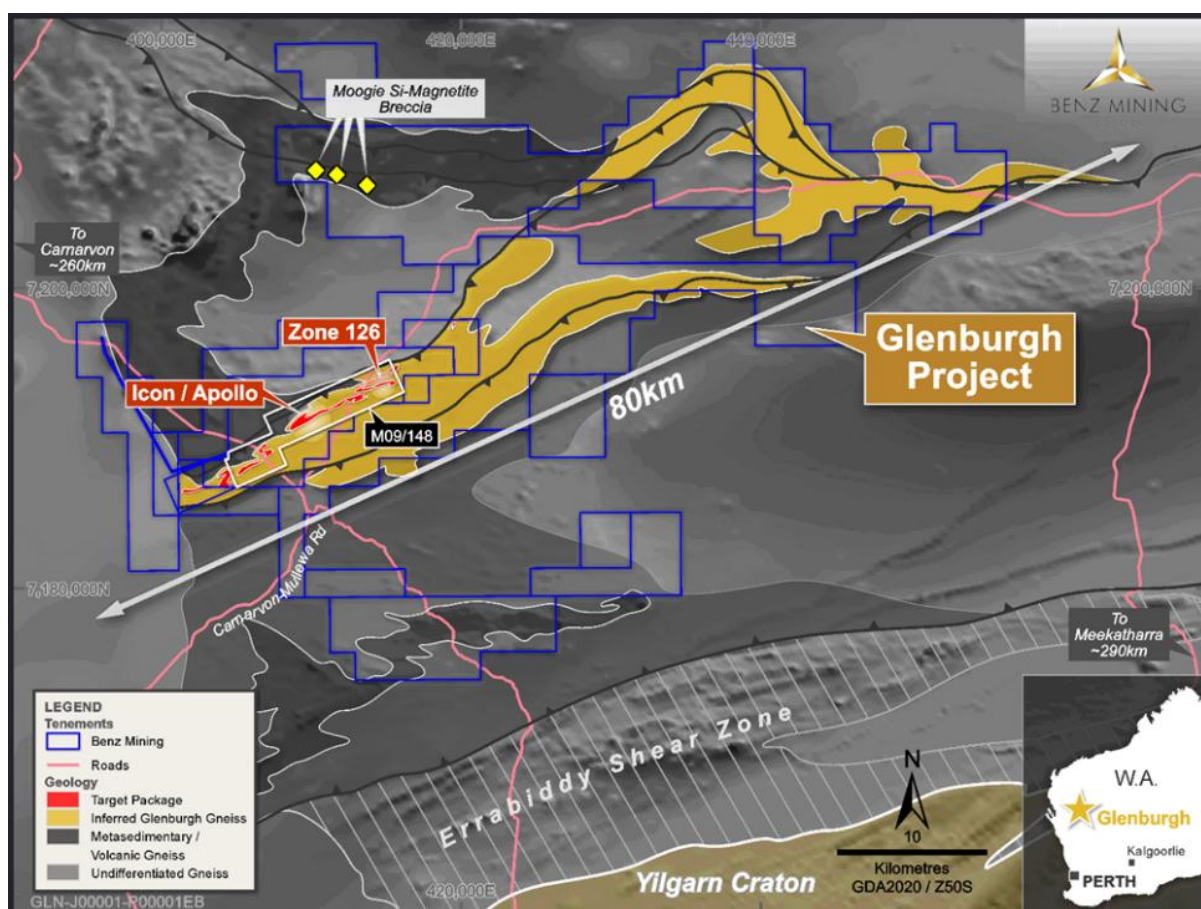 400,000E
420,000E
440,000E
Moogie Si-Magnetite
Breccia
BENZ MINING
To
Carnarvon
~260km
7,200,000N
7,200,000N
Zone 126
Icon / Apollo
Glenburgh
Project
80km
M09/148
7,180,000N
Carnarvon-Mullewa Rd
To
Meekatharra
~290km
Errabiddy Shear Zone
LEGEND
Tenements
Benz Mining
Roads
Geology
Target Package
Inferred Glenburgh Gneiss
Metasedimentary /
Volcanic Gneiss
Undifferentiated Gneiss
N
10
Kilometres
GDA2020 / Z50S
W.A.
Glenburgh
Kalgoorlie
PERTH
420,000E
Yilgarn Craton